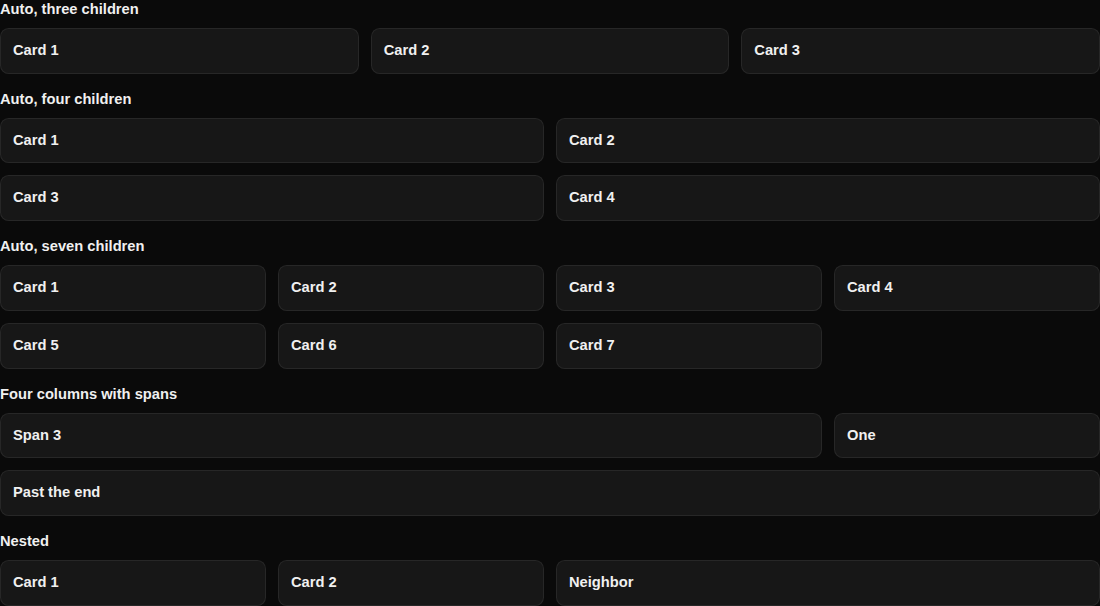 Auto, three children
Card 1 Card 2 Card 3
Auto, four children
Card 1 Card 2
Card 3 Card 4
Auto, seven children
Card 1 Card 2 Card 3 Card 4
Card 5 Card 6 Card 7
Four columns with spans
Span 3 One
Past the end
Nested
Card 1 Card 2 Neighbor